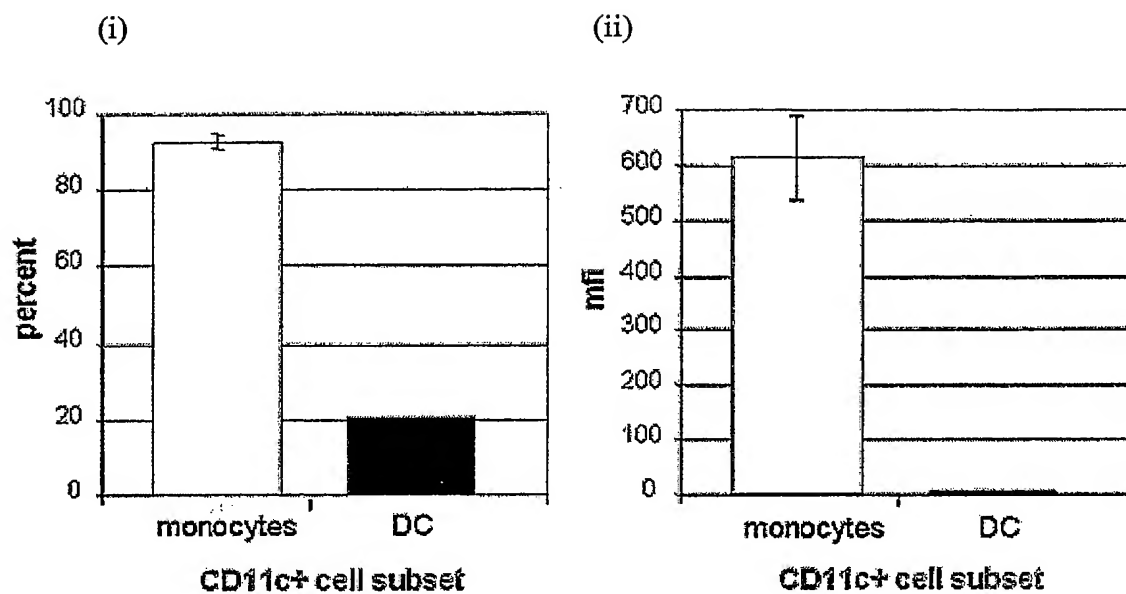 (i)
100
80
60
40
20
0
percent
monocytes DC
CD11c+ cell subset
(ii)
700
600
500
400
300
200
100
0
mfi
monocytes DC
CD11c+ cell subset